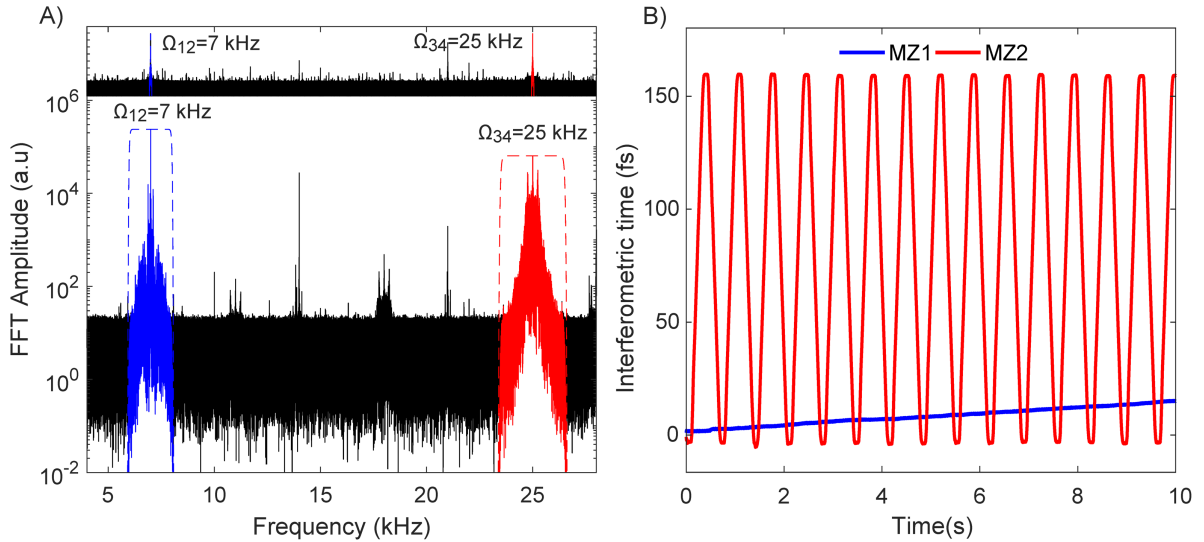 A)
Ω12=7 kHz
Ω34=25 kHz
10^6
Ω12=7 kHz
Ω34=25 kHz
10^4
10^2
10^0
10^-2
FFT Amplitude (a.u)
5 10 15 20 25
Frequency (kHz)
B)
MZ1 MZ2
150
100
50
0
Interferometric time (fs)
0 2 4 6 8 10
Time(s)